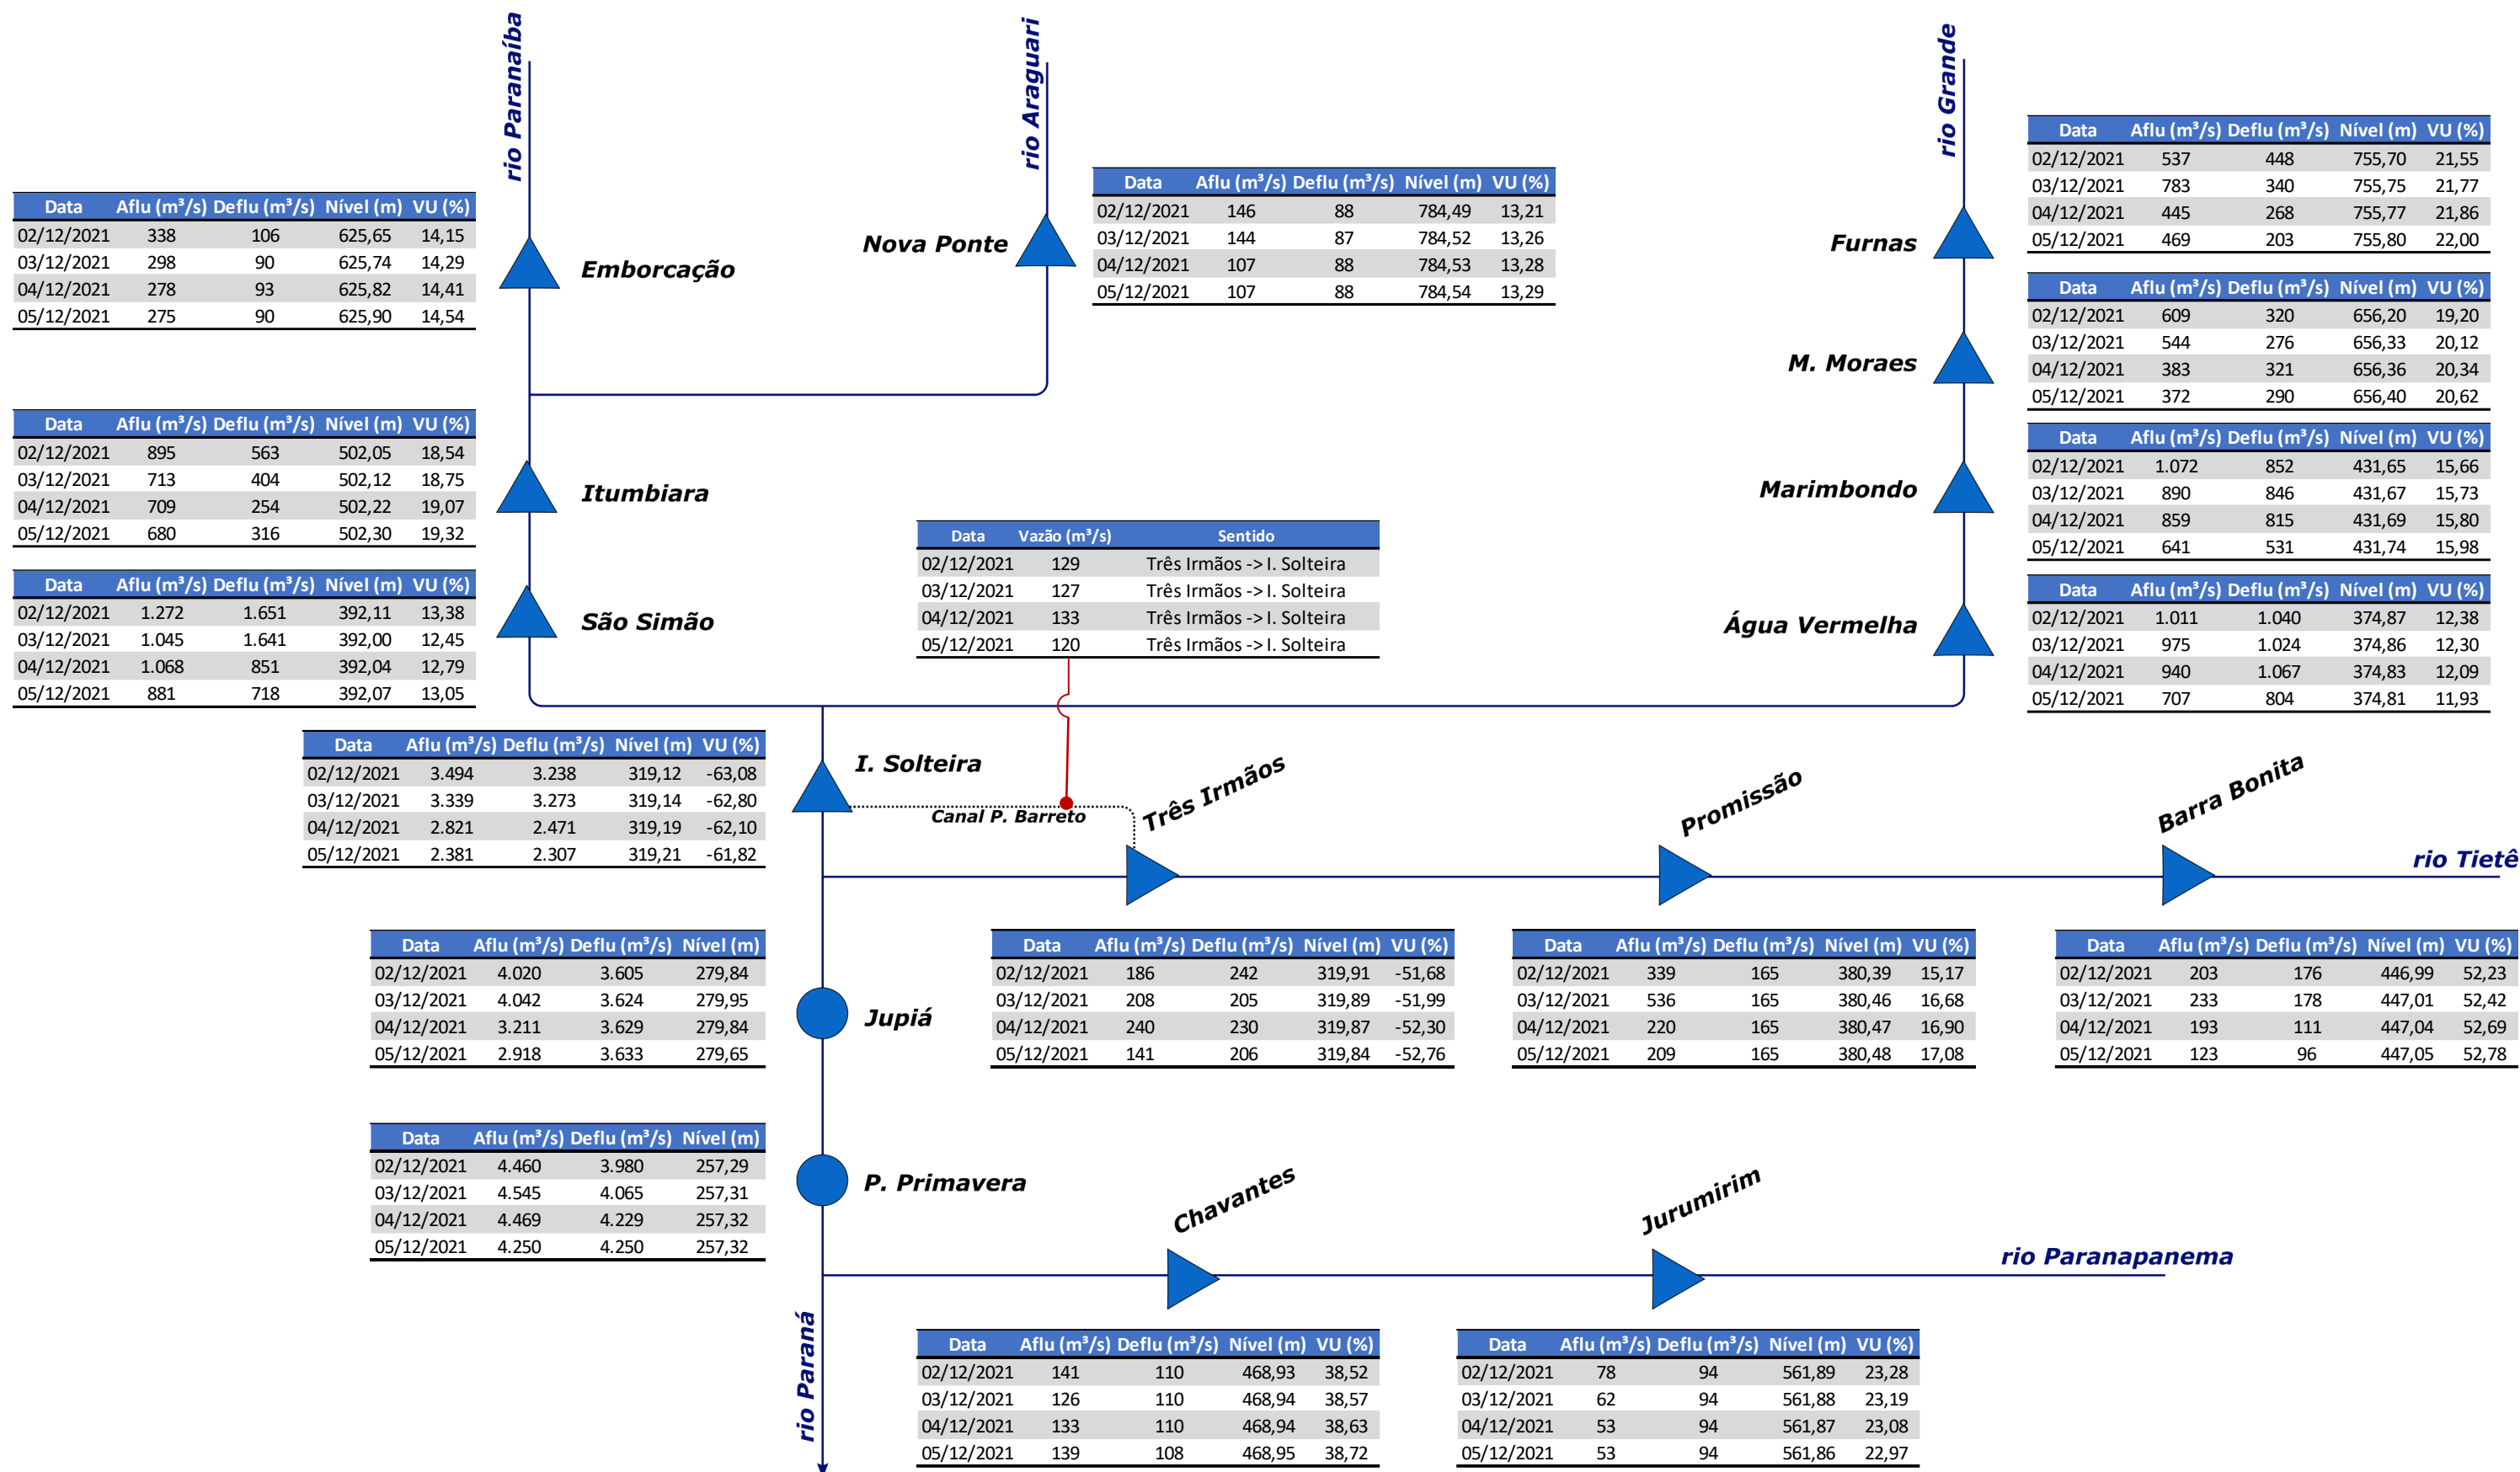 rio Paranaíba
rio Araguari
rio Grande
Data Aflu (m³/s) Deflu (m³/s) Nível (m) VU (%)
02/12/2021 537 448 755,70 21,55
03/12/2021 783 340 755,75 21,77
04/12/2021 445 268 755,77 21,86
05/12/2021 469 203 755,80 22,00
Furnas
Data Aflu (m³/s) Deflu (m³/s) Nível (m) VU (%)
02/12/2021 146 88 784,49 13,21
03/12/2021 144 87 784,52 13,26
04/12/2021 107 88 784,53 13,28
05/12/2021 107 88 784,54 13,29
Nova Ponte
Data Aflu (m³/s) Deflu (m³/s) Nível (m) VU (%)
02/12/2021 338 106 625,65 14,15
03/12/2021 298 90 625,74 14,29
04/12/2021 278 93 625,82 14,41
05/12/2021 275 90 625,90 14,54
Emborcação
Data Aflu (m³/s) Deflu (m³/s) Nível (m) VU (%)
02/12/2021 609 320 656,20 19,20
03/12/2021 544 276 656,33 20,12
04/12/2021 383 321 656,36 20,34
05/12/2021 372 290 656,40 20,62
M. Moraes
Data Aflu (m³/s) Deflu (m³/s) Nível (m) VU (%)
02/12/2021 895 563 502,05 18,54
03/12/2021 713 404 502,12 18,75
04/12/2021 709 254 502,22 19,07
05/12/2021 680 316 502,30 19,32
Itumbiara
Data Aflu (m³/s) Deflu (m³/s) Nível (m) VU (%)
02/12/2021 1.072 852 431,65 15,66
03/12/2021 890 846 431,67 15,73
04/12/2021 859 815 431,69 15,80
05/12/2021 641 531 431,74 15,98
Marimbondo
Data Vazão (m³/s) Sentido
02/12/2021 129 Três Irmãos -> I. Solteira
03/12/2021 127 Três Irmãos -> I. Solteira
04/12/2021 133 Três Irmãos -> I. Solteira
05/12/2021 120 Três Irmãos -> I. Solteira
Data Aflu (m³/s) Deflu (m³/s) Nível (m) VU (%)
02/12/2021 1.272 1.651 392,11 13,38
03/12/2021 1.045 1.641 392,00 12,45
04/12/2021 1.068 851 392,04 12,79
05/12/2021 881 718 392,07 13,05
São Simão
Data Aflu (m³/s) Deflu (m³/s) Nível (m) VU (%)
02/12/2021 1.011 1.040 374,87 12,38
03/12/2021 975 1.024 374,86 12,30
04/12/2021 940 1.067 374,83 12,09
05/12/2021 707 804 374,81 11,93
Água Vermelha
Data Aflu (m³/s) Deflu (m³/s) Nível (m) VU (%)
02/12/2021 3.494 3.238 319,12 -63,08
03/12/2021 3.339 3.273 319,14 -62,80
04/12/2021 2.821 2.471 319,19 -62,10
05/12/2021 2.381 2.307 319,21 -61,82
I. Solteira
Canal P. Barreto
Três Irmãos
Promissão
Barra Bonita
rio Tietê
Data Aflu (m³/s) Deflu (m³/s) Nível (m)
02/12/2021 4.020 3.605 279,84
03/12/2021 4.042 3.624 279,95
04/12/2021 3.211 3.629 279,84
05/12/2021 2.918 3.633 279,65
Jupiá
Data Aflu (m³/s) Deflu (m³/s) Nível (m) VU (%)
02/12/2021 186 242 319,91 -51,68
03/12/2021 208 205 319,89 -51,99
04/12/2021 240 230 319,87 -52,30
05/12/2021 141 206 319,84 -52,76
Data Aflu (m³/s) Deflu (m³/s) Nível (m) VU (%)
02/12/2021 339 165 380,39 15,17
03/12/2021 536 165 380,46 16,68
04/12/2021 220 165 380,47 16,90
05/12/2021 209 165 380,48 17,08
Data Aflu (m³/s) Deflu (m³/s) Nível (m) VU (%)
02/12/2021 203 176 446,99 52,23
03/12/2021 233 178 447,01 52,42
04/12/2021 193 111 447,04 52,69
05/12/2021 123 96 447,05 52,78
Data Aflu (m³/s) Deflu (m³/s) Nível (m)
02/12/2021 4.460 3.980 257,29
03/12/2021 4.545 4.065 257,31
04/12/2021 4.469 4.229 257,32
05/12/2021 4.250 4.250 257,32
P. Primavera
Chavantes
Jurumirim
rio Paranapanema
rio Paraná
Data Aflu (m³/s) Deflu (m³/s) Nível (m) VU (%)
02/12/2021 141 110 468,93 38,52
03/12/2021 126 110 468,94 38,57
04/12/2021 133 110 468,94 38,63
05/12/2021 139 108 468,95 38,72
Data Aflu (m³/s) Deflu (m³/s) Nível (m) VU (%)
02/12/2021 78 94 561,89 23,28
03/12/2021 62 94 561,88 23,19
04/12/2021 53 94 561,87 23,08
05/12/2021 53 94 561,86 22,97